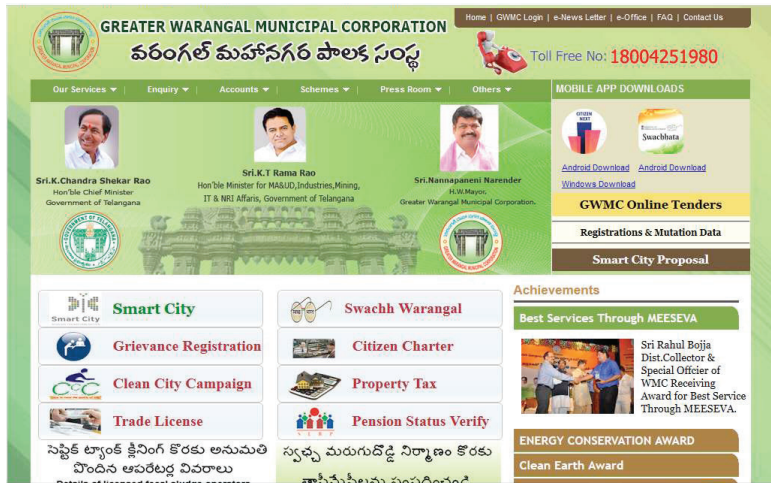 GREATER WARANGAL MUNICIPAL CORPORATION
వరంగల్ మహానగర పాలక సంస్థ
Home | GWMC Login | e-News Letter | e-Office | FAQ | Contact Us
Toll Free No: 18004251980
Our Services | Enquiry | Accounts | Schemes | Press Room | Others
MOBILE APP DOWNLOADS
CITIZEN
NEXT
Swachhata
Android Download Android Download
Windows Download
GWMC Online Tenders
Registrations & Mutation Data
Smart City Proposal
Sri.K.Chandra Shekar Rao
Hon'ble Chief Minister
Government of Telangana
Sri.K.T Rama Rao
Hon'ble Minister for MA&UD,Industries,Mining,
IT & NRI Affaris, Government of Telangana
Sri.Nannapaneni Narender
H.W.Mayor,
Greater Warangal Municipal Corporation.
Smart City
Smart City
Grievance Registration
Clean City Campaign
Trade License
Swachh Warangal
Citizen Charter
Property Tax
Pension Status Verify
సెప్టిక్ ట్యాంక్ క్లీనింగ్ కొరకు అనుమతి
పొందిన ఆపరేటర్ల వివరాలు
స్వచ్ఛ మరుగుదొడ్డి నిర్మాణం కొరకు
Achievements
Best Services Through MEESEVA
Sri Rahul Bojja
Dist.Collector &
Special Offcier of
WMC Receiving
Award for Best Service
Through MEESEVA.
ENERGY CONSERVATION AWARD
Clean Earth Award